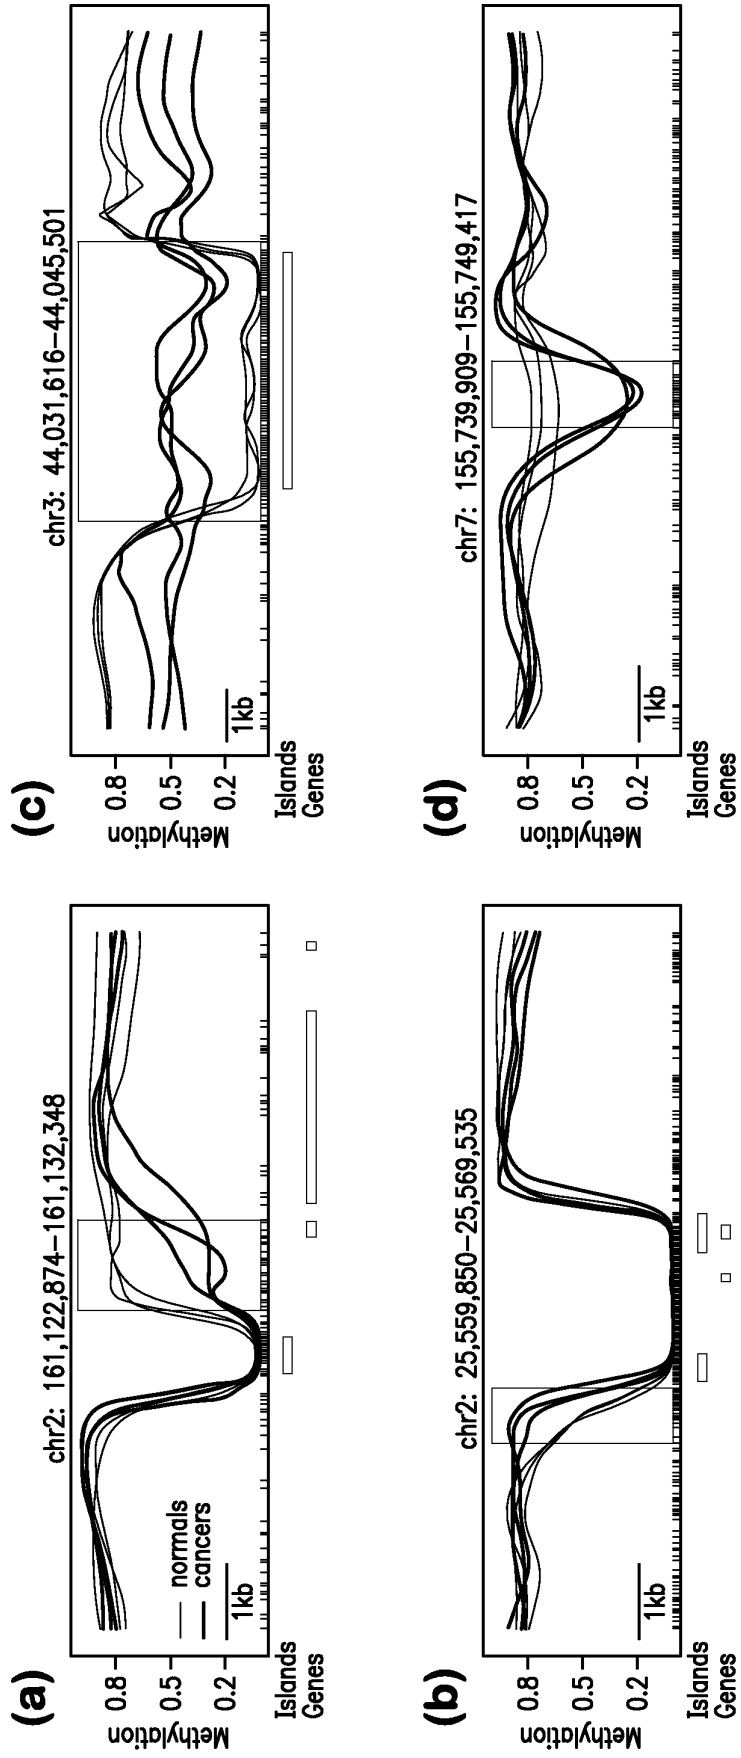 (a)
chr2: 161,122,874−161,132,348
Methylation
0.8
0.5
0.2
normals
cancers
1kb
Islands
Genes
(b)
chr2: 25,559,850−25,569,535
Methylation
0.8
0.5
0.2
1kb
Islands
Genes
(c)
chr3: 44,031,616−44,045,501
Methylation
0.8
0.5
0.2
1kb
Islands
Genes
(d)
chr7: 155,739,909−155,749,417
Methylation
0.8
0.5
0.2
1kb
Islands
Genes